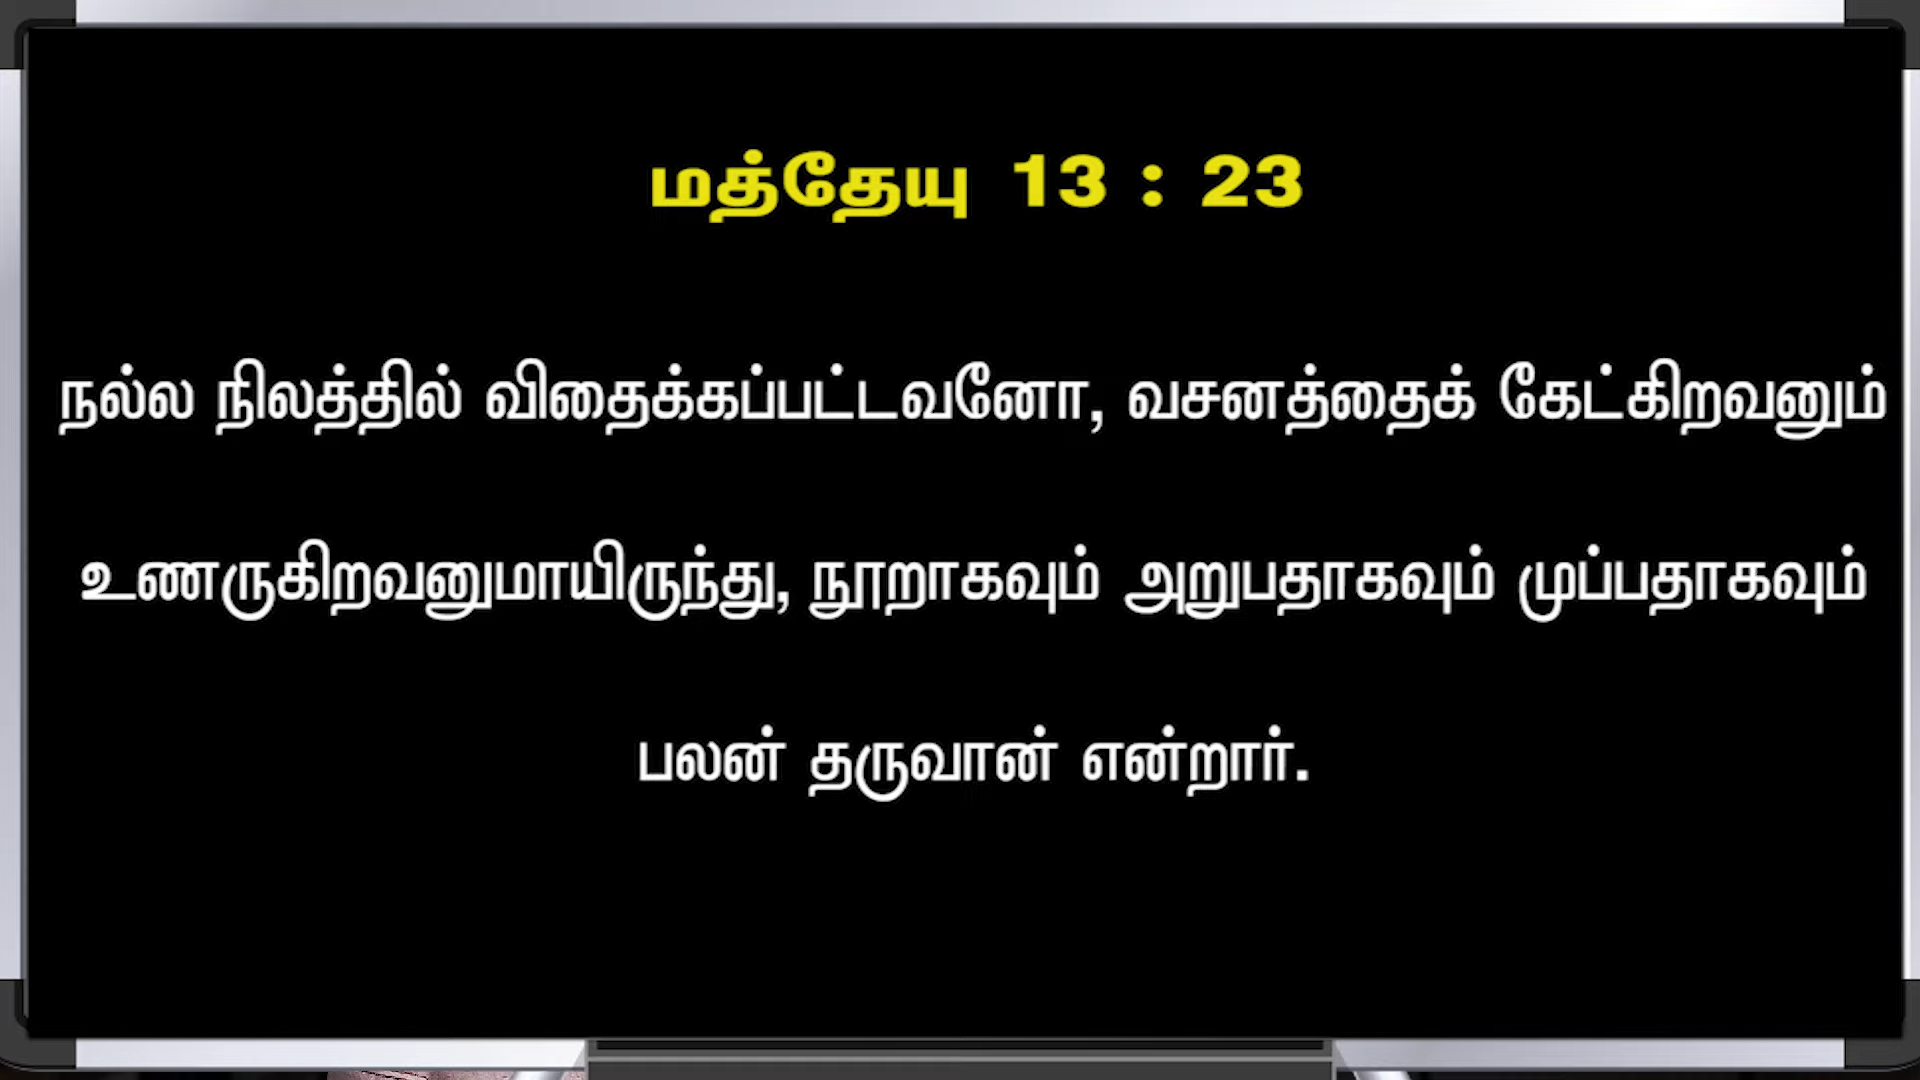 மத்தேயு 13 : 23
நல்ல நிலத்தில் விதைக்கப்பட்டவனோ, வசனத்தைக் கேட்கிறவனும்
உணருகிறவனுமாயிருந்து, நூறாகவும் அறுபதாகவும் முப்பதாகவும்
பலன் தருவான் என்றார்.